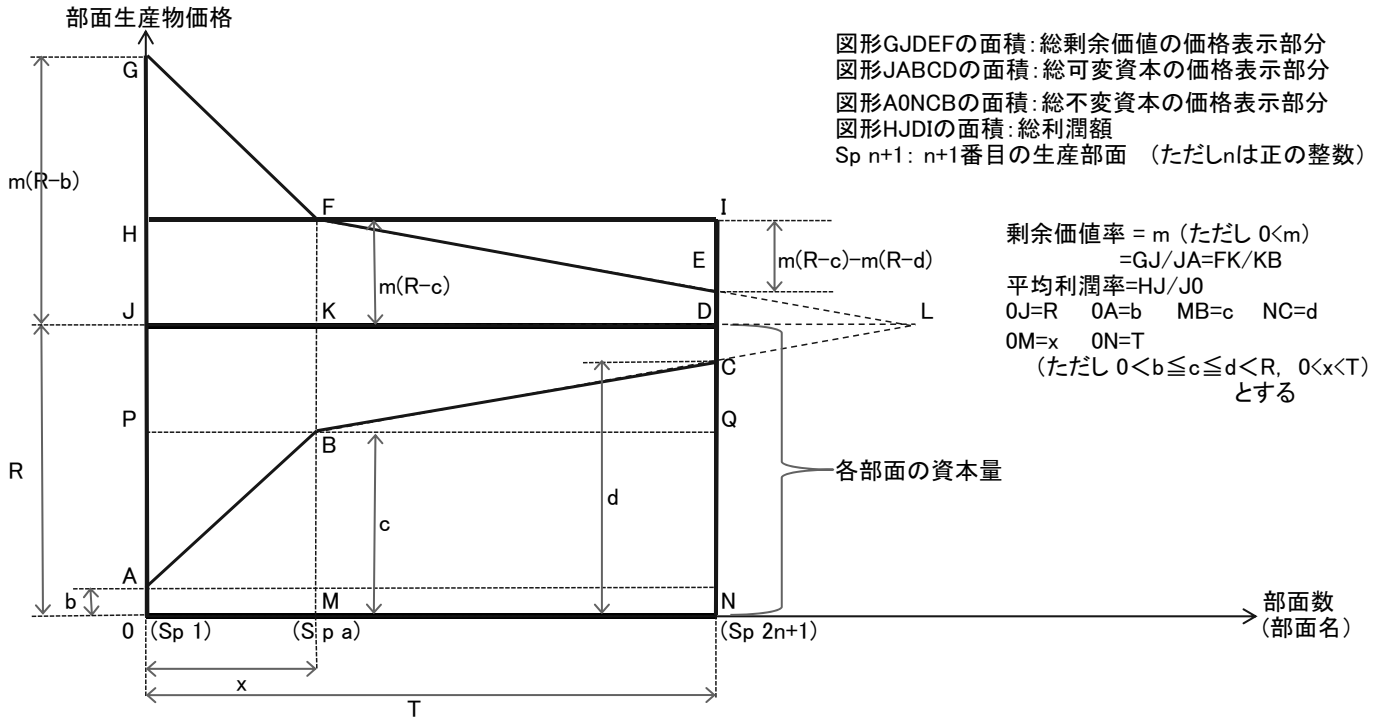 部面生産物価格
図形GJDEFの面積：総剰余価値の価格表示部分
図形JABCDの面積：総可変資本の価格表示部分
図形A0NCBの面積：総不変資本の価格表示部分
図形HJDIの面積：総利潤額
Sp n+1： n+1番目の生産部面 （ただしnは正の整数）
G
m(R-b)
F
I
H
E
m(R-c)
m(R-c)-m(R-d)
剰余価値率 = m （ただし 0<m）
=GJ/JA=FK/KB
平均利潤率=HJ/J0
0J=R 0A=b MB=c NC=d
0M=x 0N=T
（ただし 0＜b≦c≦d＜R, 0<x<T）
とする
J
K
D
L
C
P
B
Q
R
各部面の資本量
d
c
A
b
M
N
部面数
（部面名）
0
(Sp 1)
(S p a)
(Sp 2n+1)
x
T